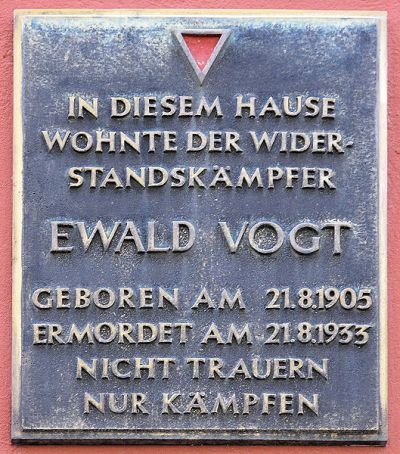 IN DIESEM HAUSE
WOHNTE DER WIDER-
STANDSKÄMPFER
EWALD VOGT
GEBOREN AM 21.8.1905
ERMORDET AM 21.8.1933
NICHT TRAUERN
NUR KÄMPFEN